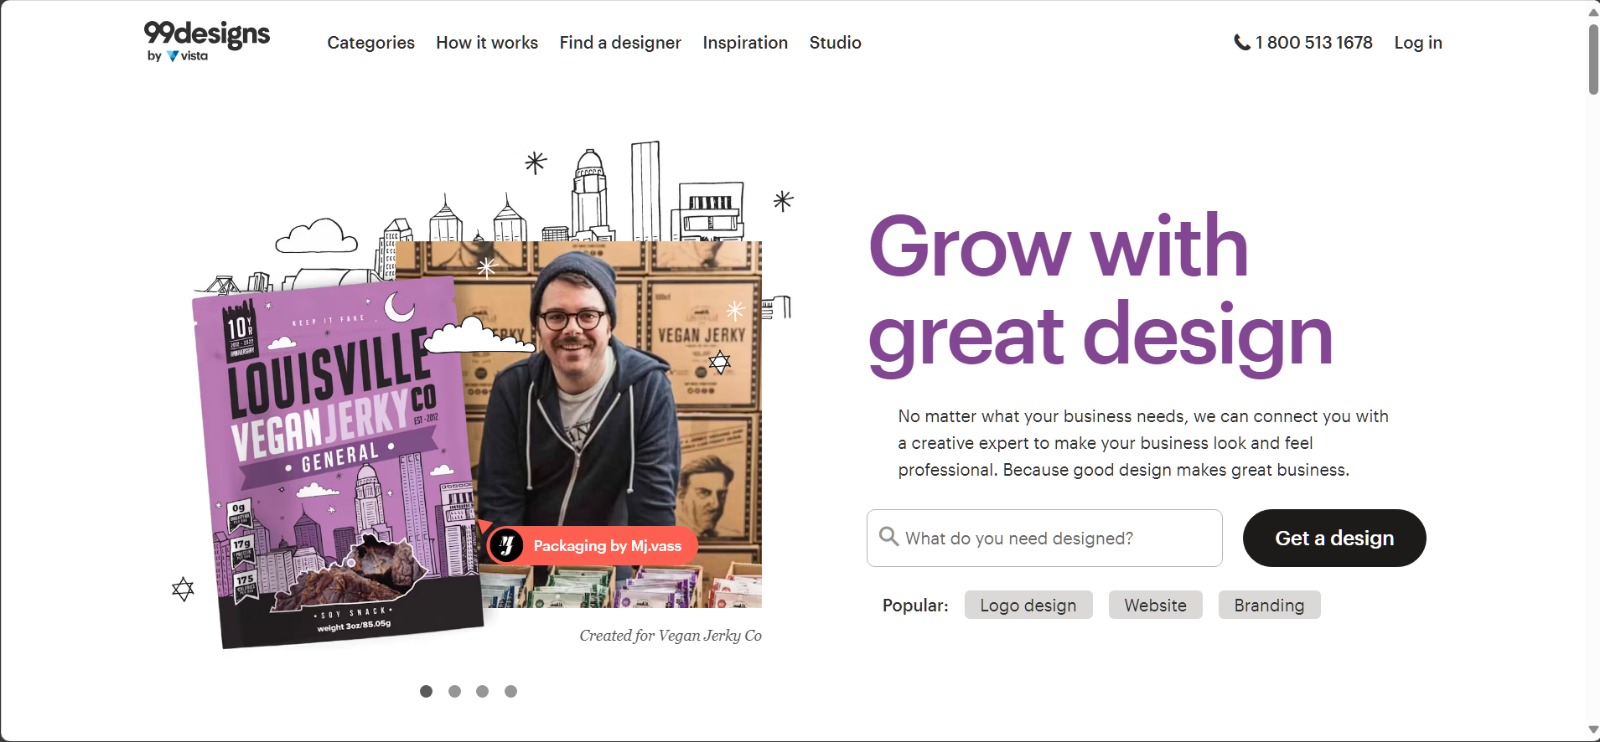 99designs
by vista
Categories
How it works
Find a designer
Inspiration
Studio
1 800 513 1678
Log in
10 YR
ANNIVERSARY
KEEP IT FAKE
LOUISVILLE
VEGAN JERKY CO
EST-2012
• GENERAL •
0g
17g
175
• SOY SNACK •
weight 3oz/85.05g
VEGAN JERKY
Packaging by Mj.vass
Created for Vegan Jerky Co
Grow with
great design
No matter what your business needs, we can connect you with
a creative expert to make your business look and feel
professional. Because good design makes great business.
What do you need designed?
Get a design
Popular:
Logo design
Website
Branding